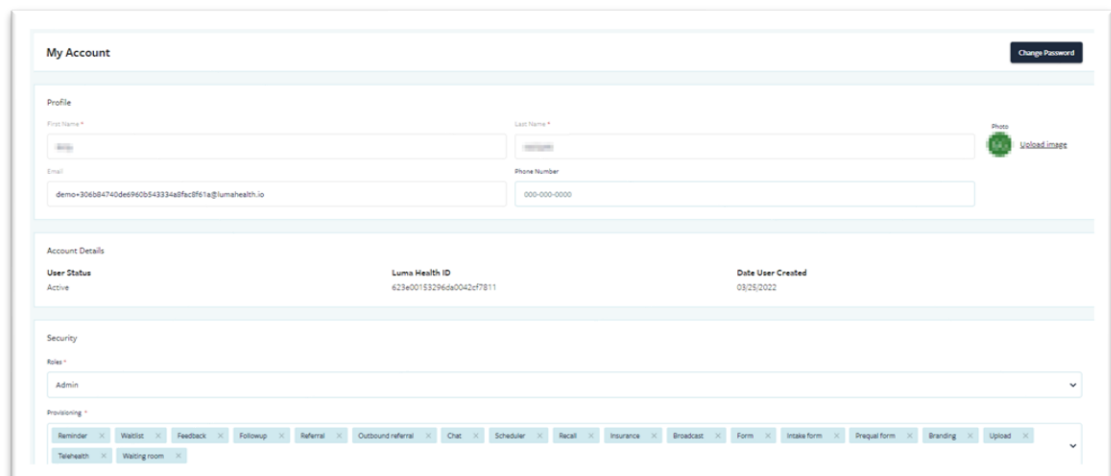 My Account
Change Password
Profile
First Name *
Last Name *
Photo
Upload image
Email
Phone Number
demo+306b84740de6960b543334a8fac8f61a@lumahealth.io
000-000-0000
Account Details
User Status
Luma Health ID
Date User Created
Active
623e00153296da0042cf7811
03/25/2022
Security
Roles *
Admin
Provisioning *
Reminder × Waitlist × Feedback × Followup × Referral × Outbound referral × Chat × Scheduler × Recall × Insurance × Broadcast × Form × Intake form × Prequal form × Branding × Upload ×
Telehealth × Waiting room ×